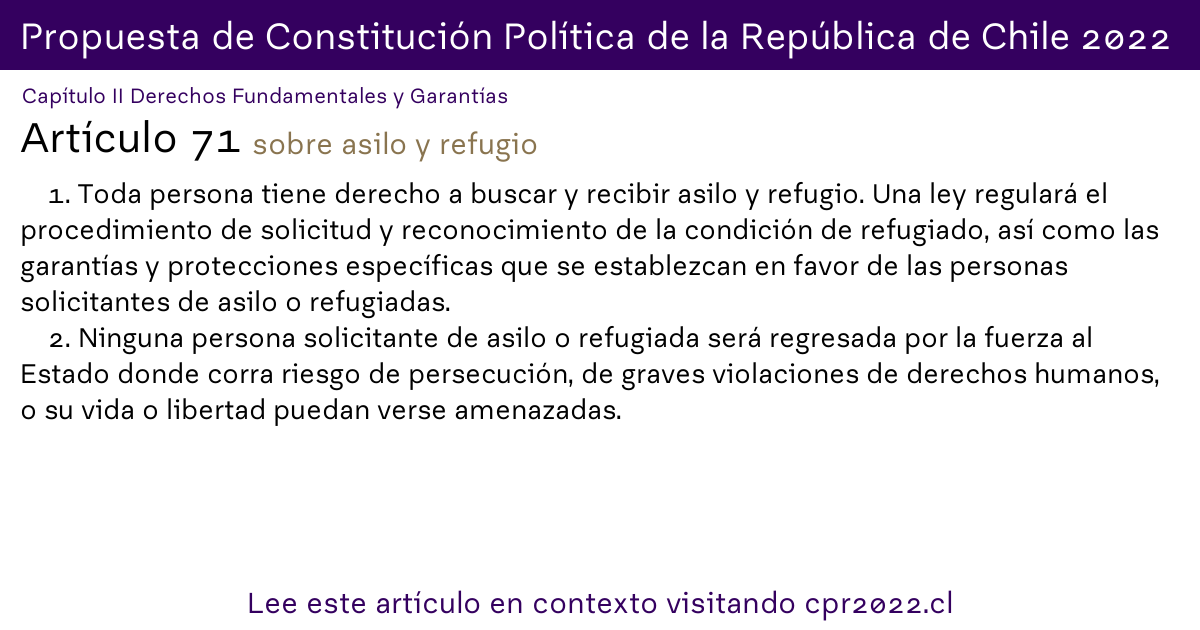 Propuesta de Constitución Política de la República de Chile 2022
Capítulo II Derechos Fundamentales y Garantías
Artículo 71 sobre asilo y refugio
1. Toda persona tiene derecho a buscar y recibir asilo y refugio. Una ley regulará el
procedimiento de solicitud y reconocimiento de la condición de refugiado, así como las
garantías y protecciones específicas que se establezcan en favor de las personas
solicitantes de asilo o refugiadas.
2. Ninguna persona solicitante de asilo o refugiada será regresada por la fuerza al
Estado donde corra riesgo de persecución, de graves violaciones de derechos humanos,
o su vida o libertad puedan verse amenazadas.
Lee este artículo en contexto visitando cpr2022.cl